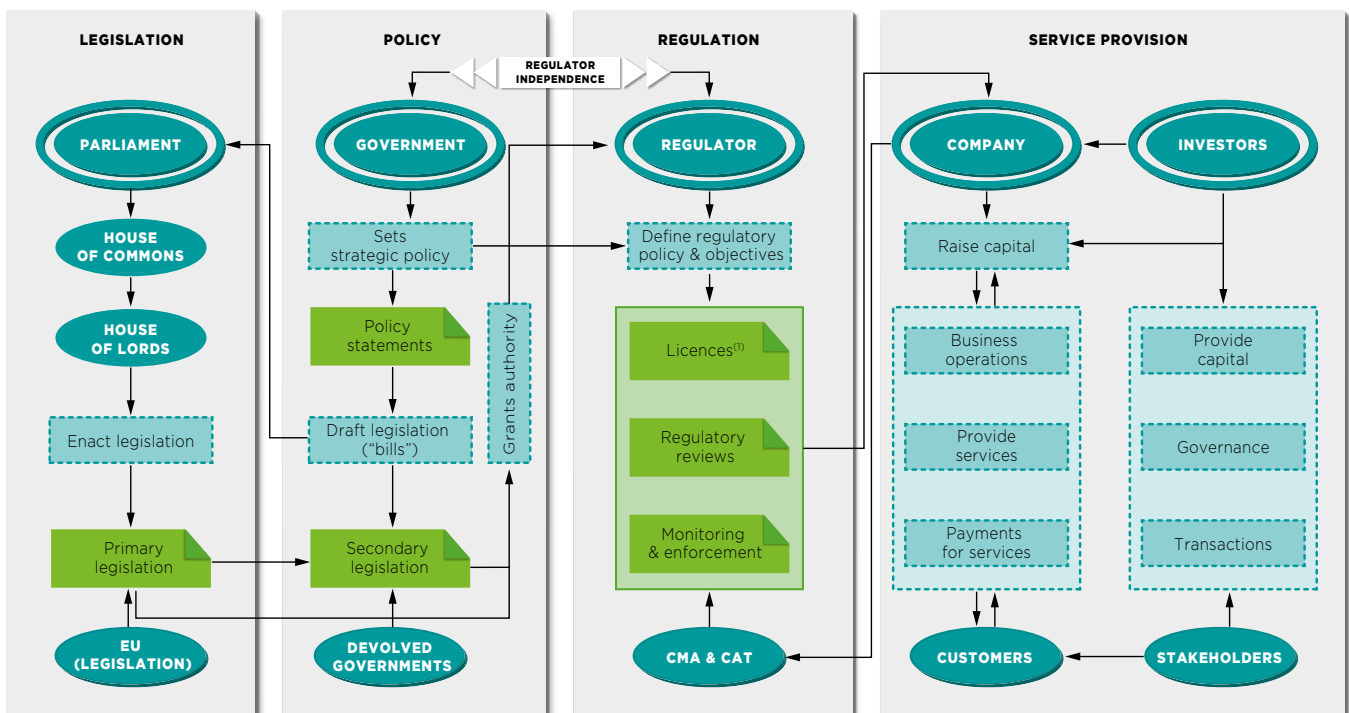 LEGISLATION
PARLIAMENT
HOUSE
OF COMMONS
HOUSE
OF LORDS
Enact legislation
Primary
legislation
EU
(LEGISLATION)
POLICY
REGULATOR
INDEPENDENCE
GOVERNMENT
Sets
strategic policy
Policy
statements
Draft legislation
(“bills”)
Secondary
legislation
DEVOLVED
GOVERNMENTS
Grants authority
REGULATION
REGULATOR
Define regulatory
policy & objectives
Licences(1)
Regulatory
reviews
Monitoring
& enforcement
CMA & CAT
SERVICE PROVISION
COMPANY
Raise capital
Business
operations
Provide
services
Payments
for services
CUSTOMERS
INVESTORS
Provide
capital
Governance
Transactions
STAKEHOLDERS